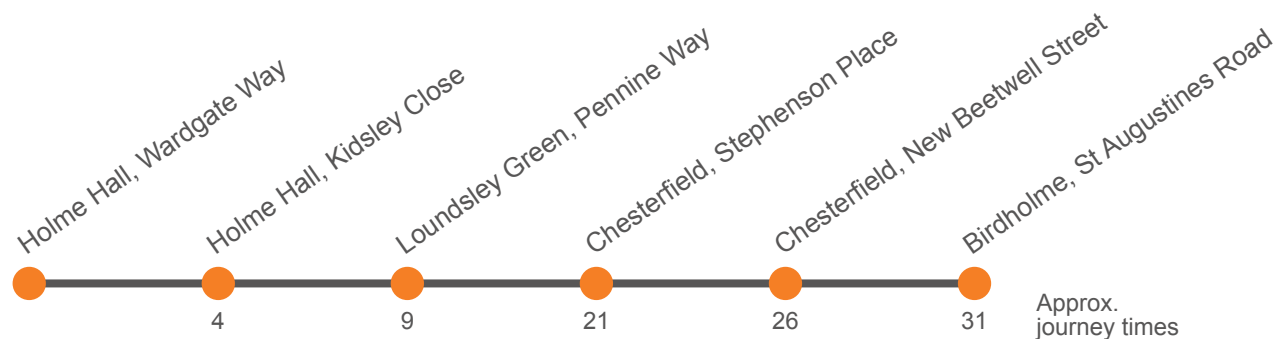 Holme Hall, Wardgate Way
Holme Hall, Kidsley Close
Loundsley Green, Pennine Way
Chesterfield, Stephenson Place
Chesterfield, New Beetwell Street
Birdholme, St Augustines Road
4
9
21
26
31
Approx.
journey times